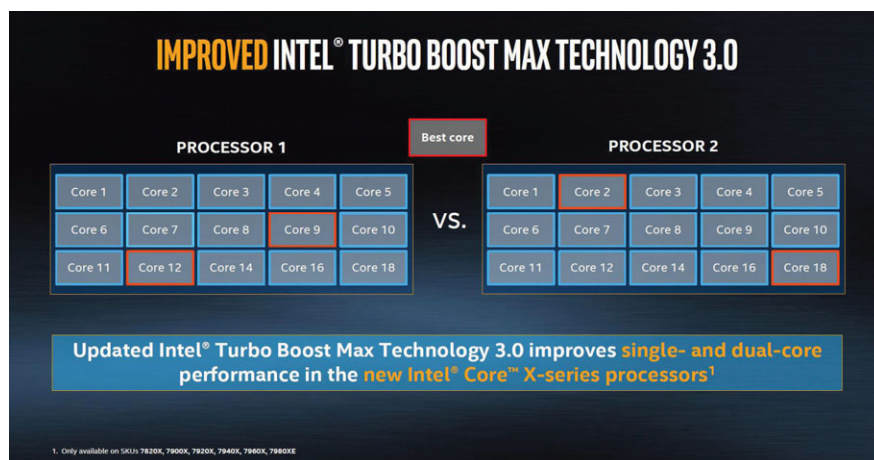 IMPROVED INTEL® TURBO BOOST MAX TECHNOLOGY 3.0
Best core
PROCESSOR 1
Core 1 Core 2 Core 3 Core 4 Core 5
Core 6 Core 7 Core 8 Core 9 Core 10
Core 11 Core 12 Core 14 Core 16 Core 18
VS.
PROCESSOR 2
Core 1 Core 2 Core 3 Core 4 Core 5
Core 6 Core 7 Core 8 Core 9 Core 10
Core 11 Core 12 Core 14 Core 16 Core 18
Updated Intel® Turbo Boost Max Technology 3.0 improves single- and dual-core
performance in the new Intel® Core™ X-series processors¹
1. Only available on SKUs 7820X, 7900X, 7920X, 7940X, 7960X, 7980XE